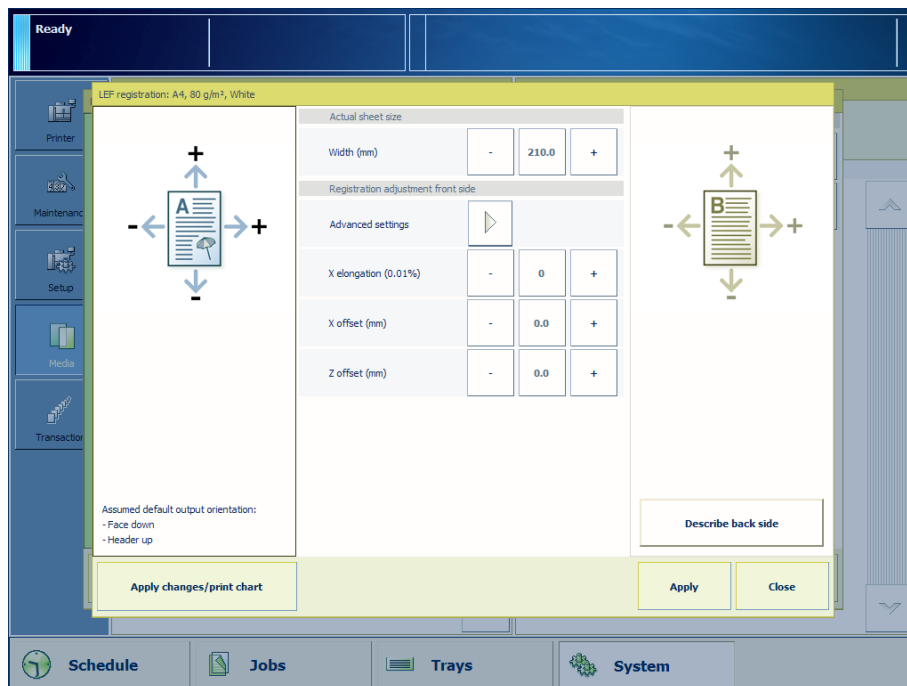 Ready
LEF registration: A4, 80 g/m², White
Printer
Maintenanc
Setup
Media
Transaction
+
A
-
+
-
Assumed default output orientation:
- Face down
- Header up
Actual sheet size
Width (mm)
-
210.0
+
Registration adjustment front side
Advanced settings
X elongation (0.01%)
-
0
+
X offset (mm)
-
0.0
+
Z offset (mm)
-
0.0
+
+
B
-
+
-
Describe back side
Apply changes/print chart
Apply
Close
Schedule
Jobs
Trays
System